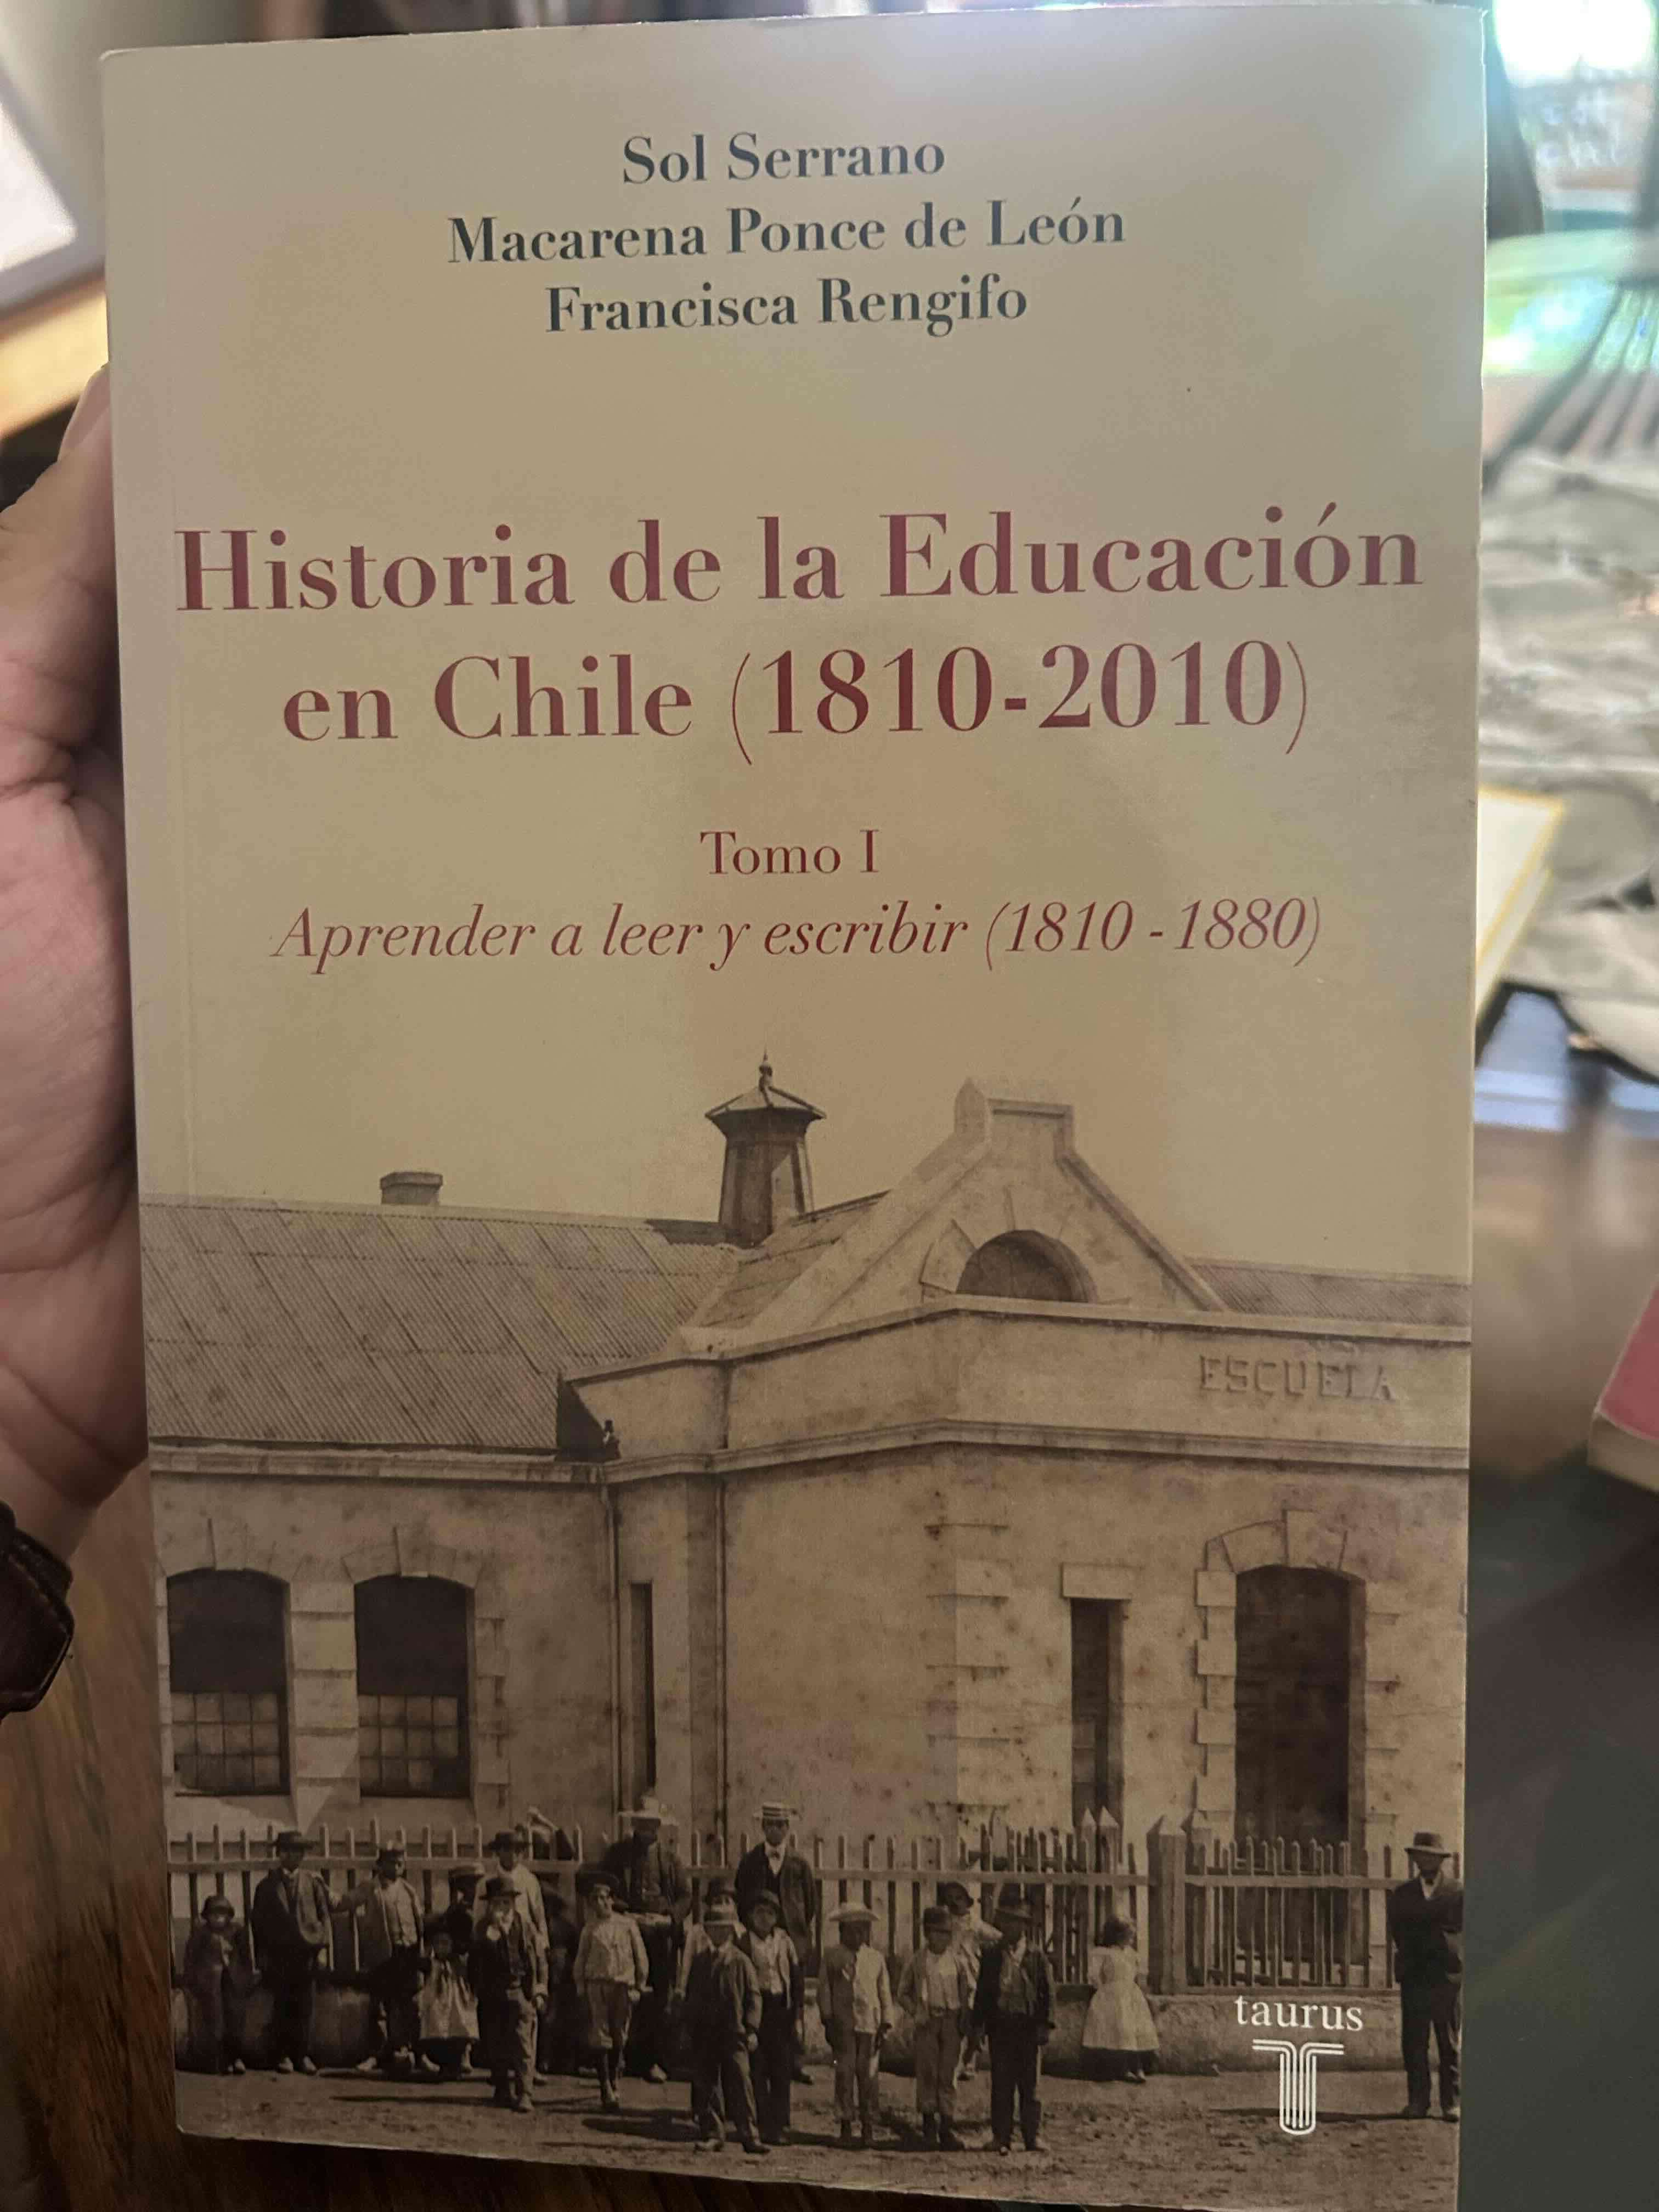 Sol Serrano
Macarena Ponce de León
Francisca Rengifo
Historia de la Educación
en Chile (1810-2010)
Tomo I
Aprender a leer y escribir (1810 - 1880)
ESCUELA
taurus
T